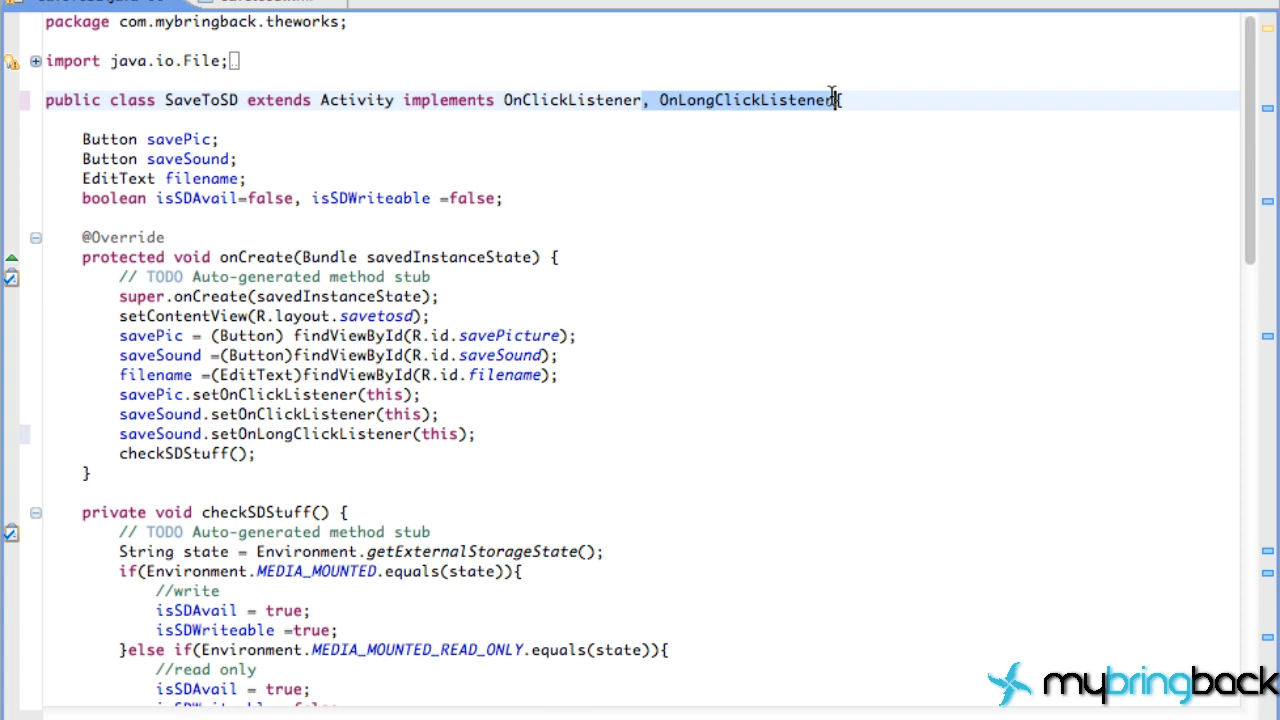 package com.mybringback.theworks;
import java.io.File;
public class SaveToSD extends Activity implements OnClickListener, OnLongClickListener{
Button savePic;
Button saveSound;
EditText filename;
boolean isSDAvail=false, isSDWriteable =false;
@Override
protected void onCreate(Bundle savedInstanceState) {
// TODO Auto-generated method stub
super.onCreate(savedInstanceState);
setContentView(R.layout.savetosd);
savePic = (Button) findViewById(R.id.savePicture);
saveSound =(Button)findViewById(R.id.saveSound);
filename =(EditText)findViewById(R.id.filename);
savePic.setOnClickListener(this);
saveSound.setOnClickListener(this);
saveSound.setOnLongClickListener(this);
checkSDStuff();
}
private void checkSDStuff() {
// TODO Auto-generated method stub
String state = Environment.getExternalStorageState();
if(Environment.MEDIA_MOUNTED.equals(state)){
//write
isSDAvail = true;
isSDWriteable =true;
}else if(Environment.MEDIA_MOUNTED_READ_ONLY.equals(state)){
//read only
isSDAvail = true;
mybringback